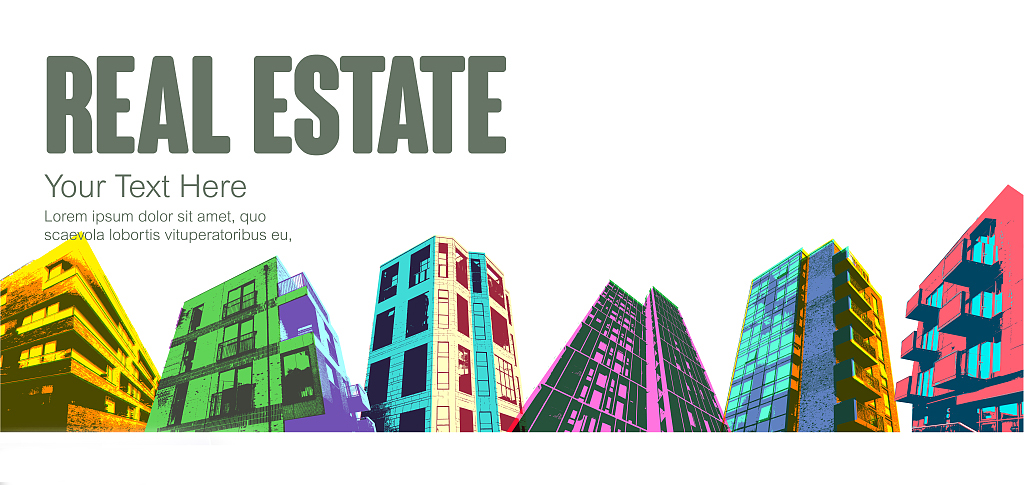 REAL ESTATE
Your Text Here
Lorem ipsum dolor sit amet, quo
scaevola lobortis vituperatoribus eu,